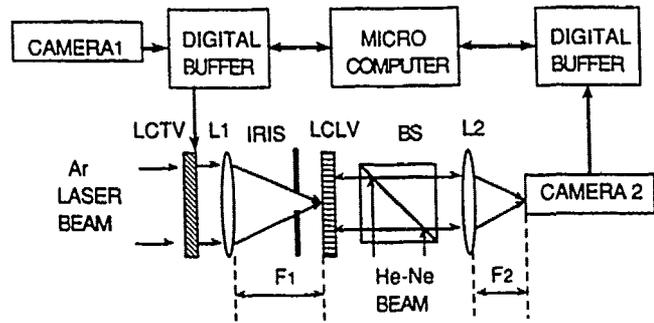 CAMERA1
DIGITAL
BUFFER
MICRO
COMPUTER
DIGITAL
BUFFER
LCTV
L1
IRIS
LCLV
BS
L2
Ar
LASER
BEAM
CAMERA 2
F1
He-Ne
BEAM
F2